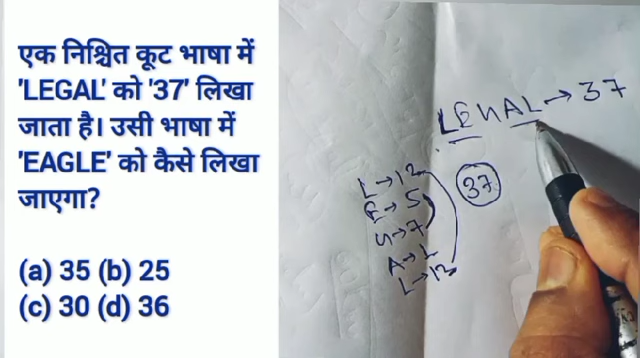 एक निश्चित कूट भाषा में
'LEGAL' को '37' लिखा
जाता है। उसी भाषा में
'EAGLE' को कैसे लिखा
जाएगा?
(a) 35 (b) 25
(c) 30 (d) 36
LEGAL→37
L→12
E→5
G→7
A→1
L→12
37